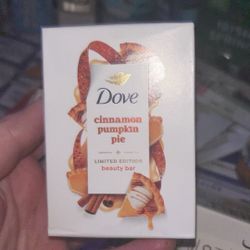 Dove
cinnamon
pumpkin
pie
LIMITED EDITION
beauty bar